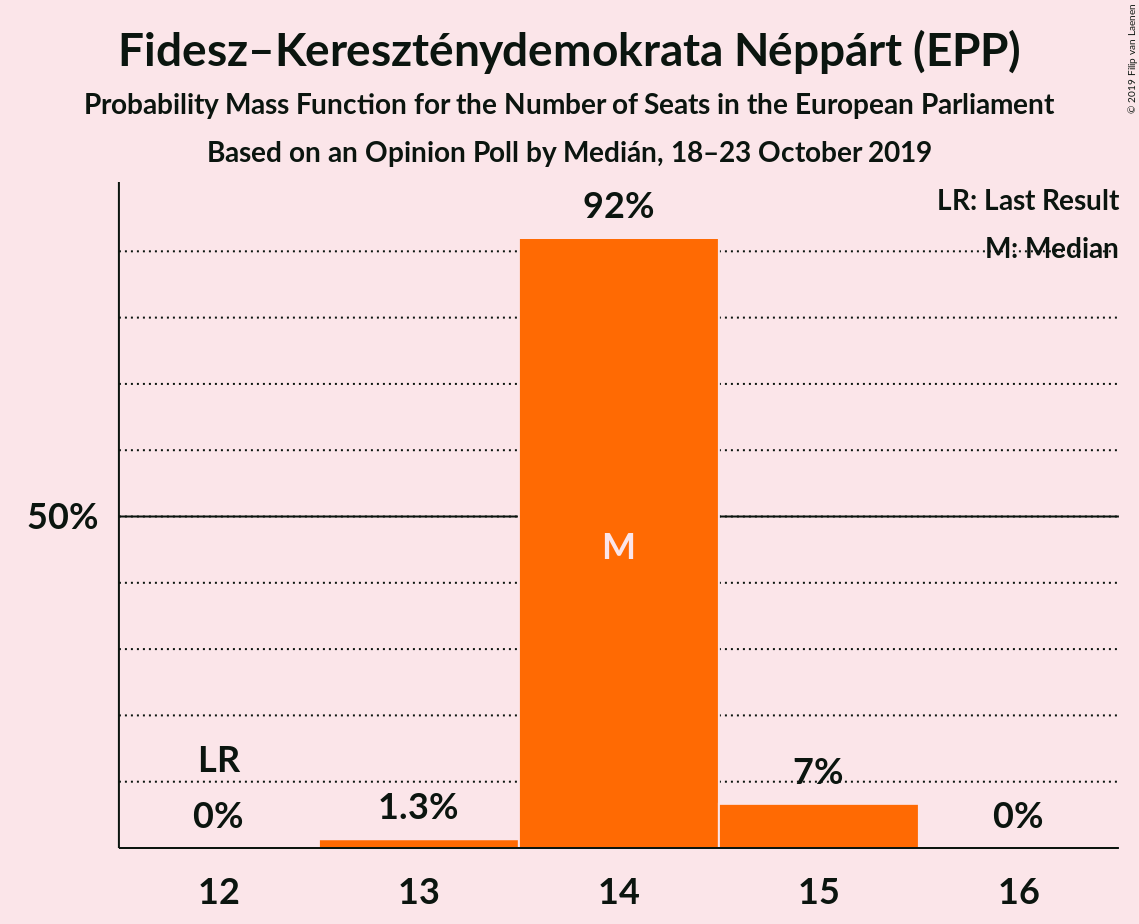 Fidesz–Kereszténydemokrata Néppárt (EPP)
Probability Mass Function for the Number of Seats in the European Parliament
Based on an Opinion Poll by Medián, 18–23 October 2019
© 2019 Filip van Laenen
LR: Last Result
M: Median
92%
50%
M
LR
0%
1.3%
7%
0%
12
13
14
15
16